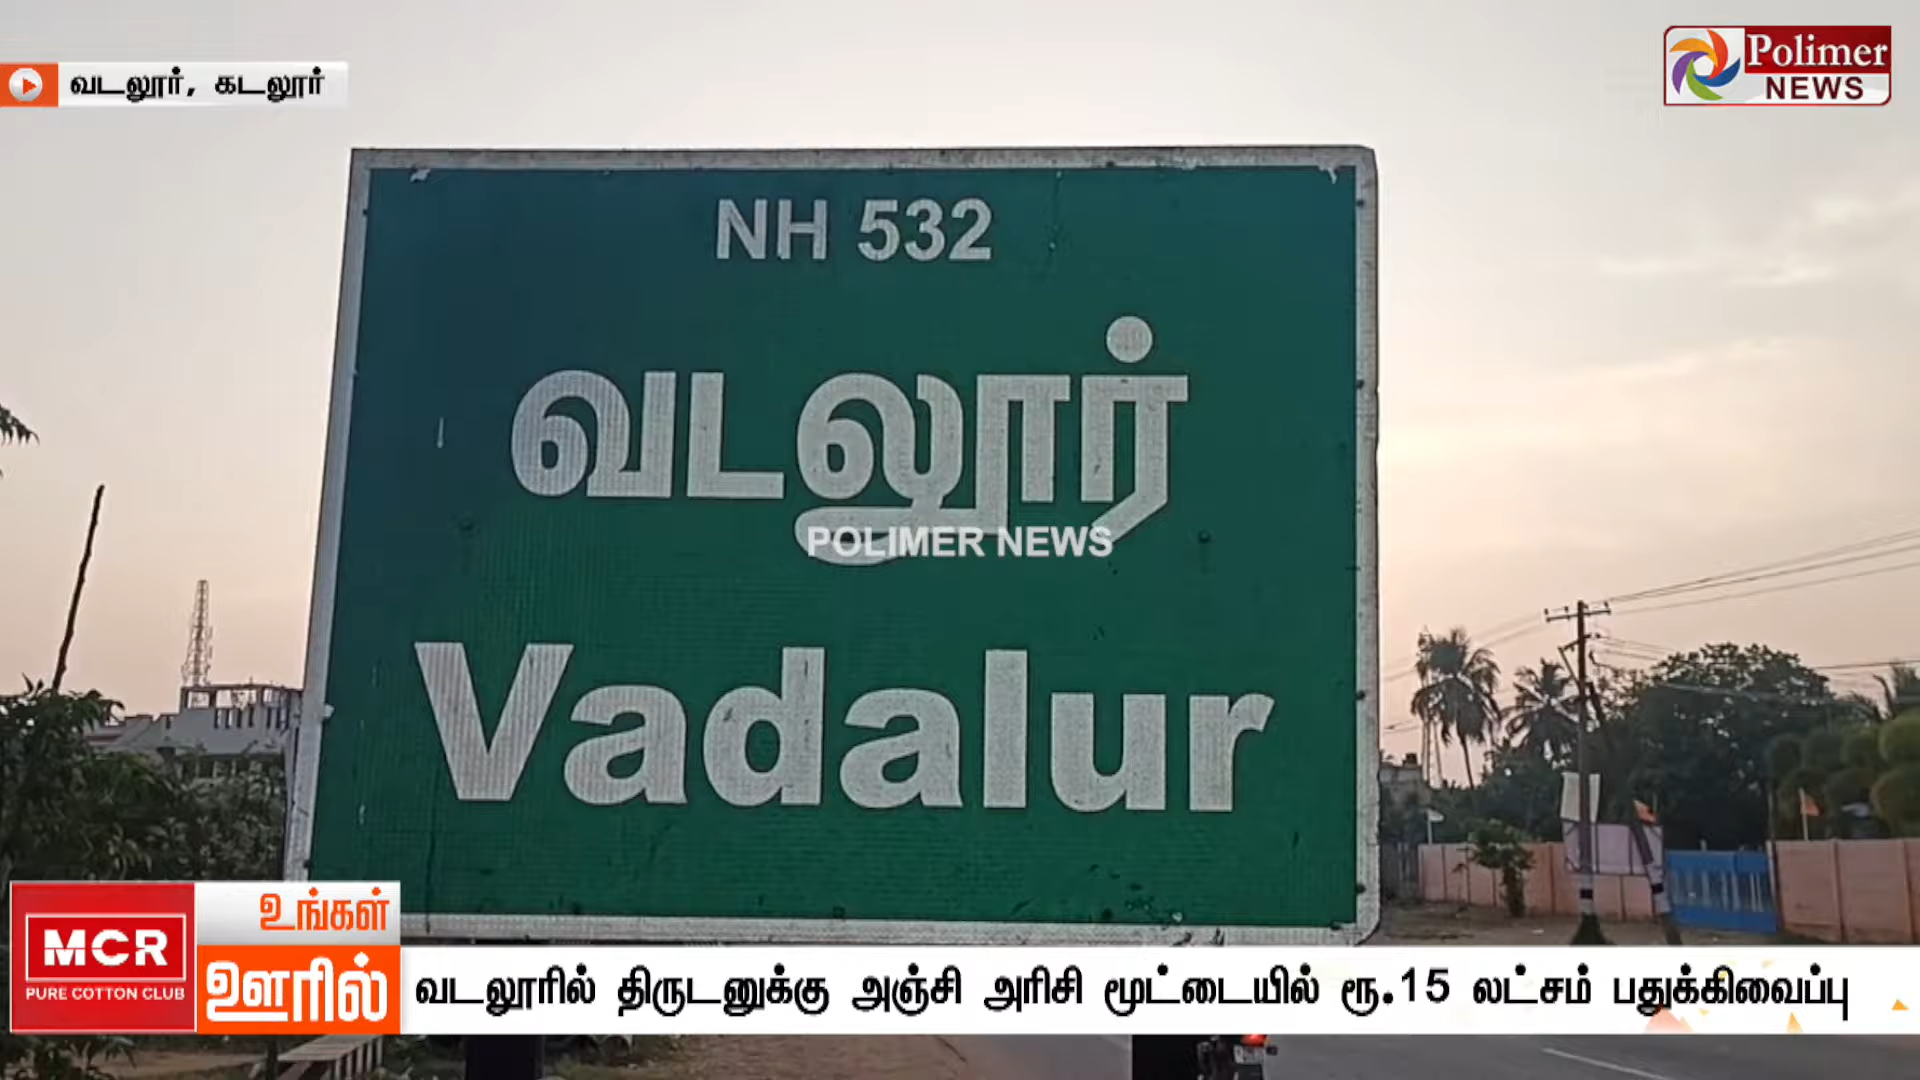 வடலூர், கடலூர்
Polimer
NEWS
NH 532
வடலூர்
POLIMER NEWS
Vadalur
MCR
PURE COTTON CLUB
உங்கள்
ஊரில்
வடலூரில் திருடனுக்கு அஞ்சி அரிசி மூட்டையில் ரூ.15 லட்சம் பதுக்கிவைப்பு